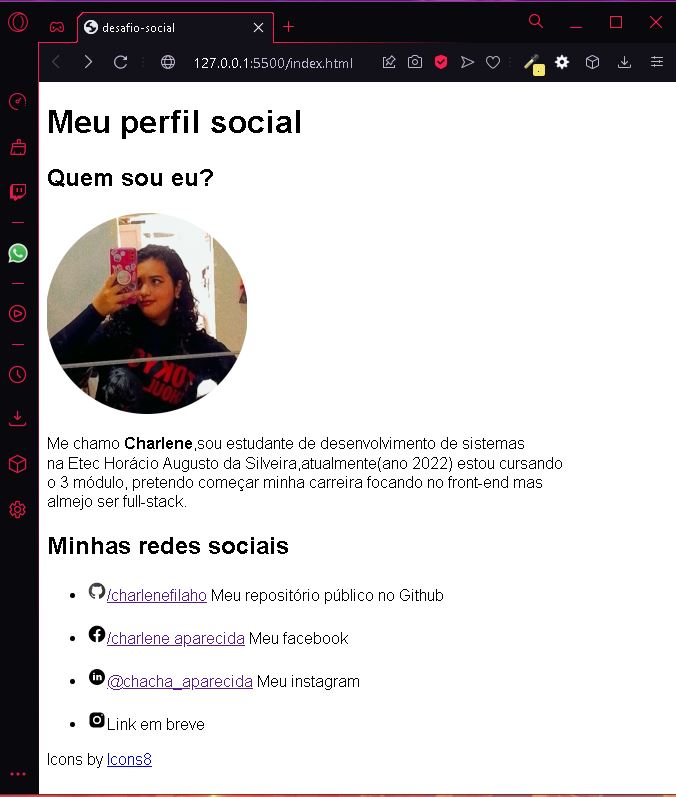 desafio-social
127.0.0.1:5500/index.html
Meu perfil social
Quem sou eu?
Me chamo Charlene,sou estudante de desenvolvimento de sistemas
na Etec Horácio Augusto da Silveira,atualmente(ano 2022) estou cursando
o 3 módulo, pretendo começar minha carreira focando no front-end mas
almejo ser full-stack.
Minhas redes sociais
/charlenefilaho Meu repositório público no Github
/charlene aparecida Meu facebook
in @chacha_aparecida Meu instagram
Link em breve
Icons by Icons8